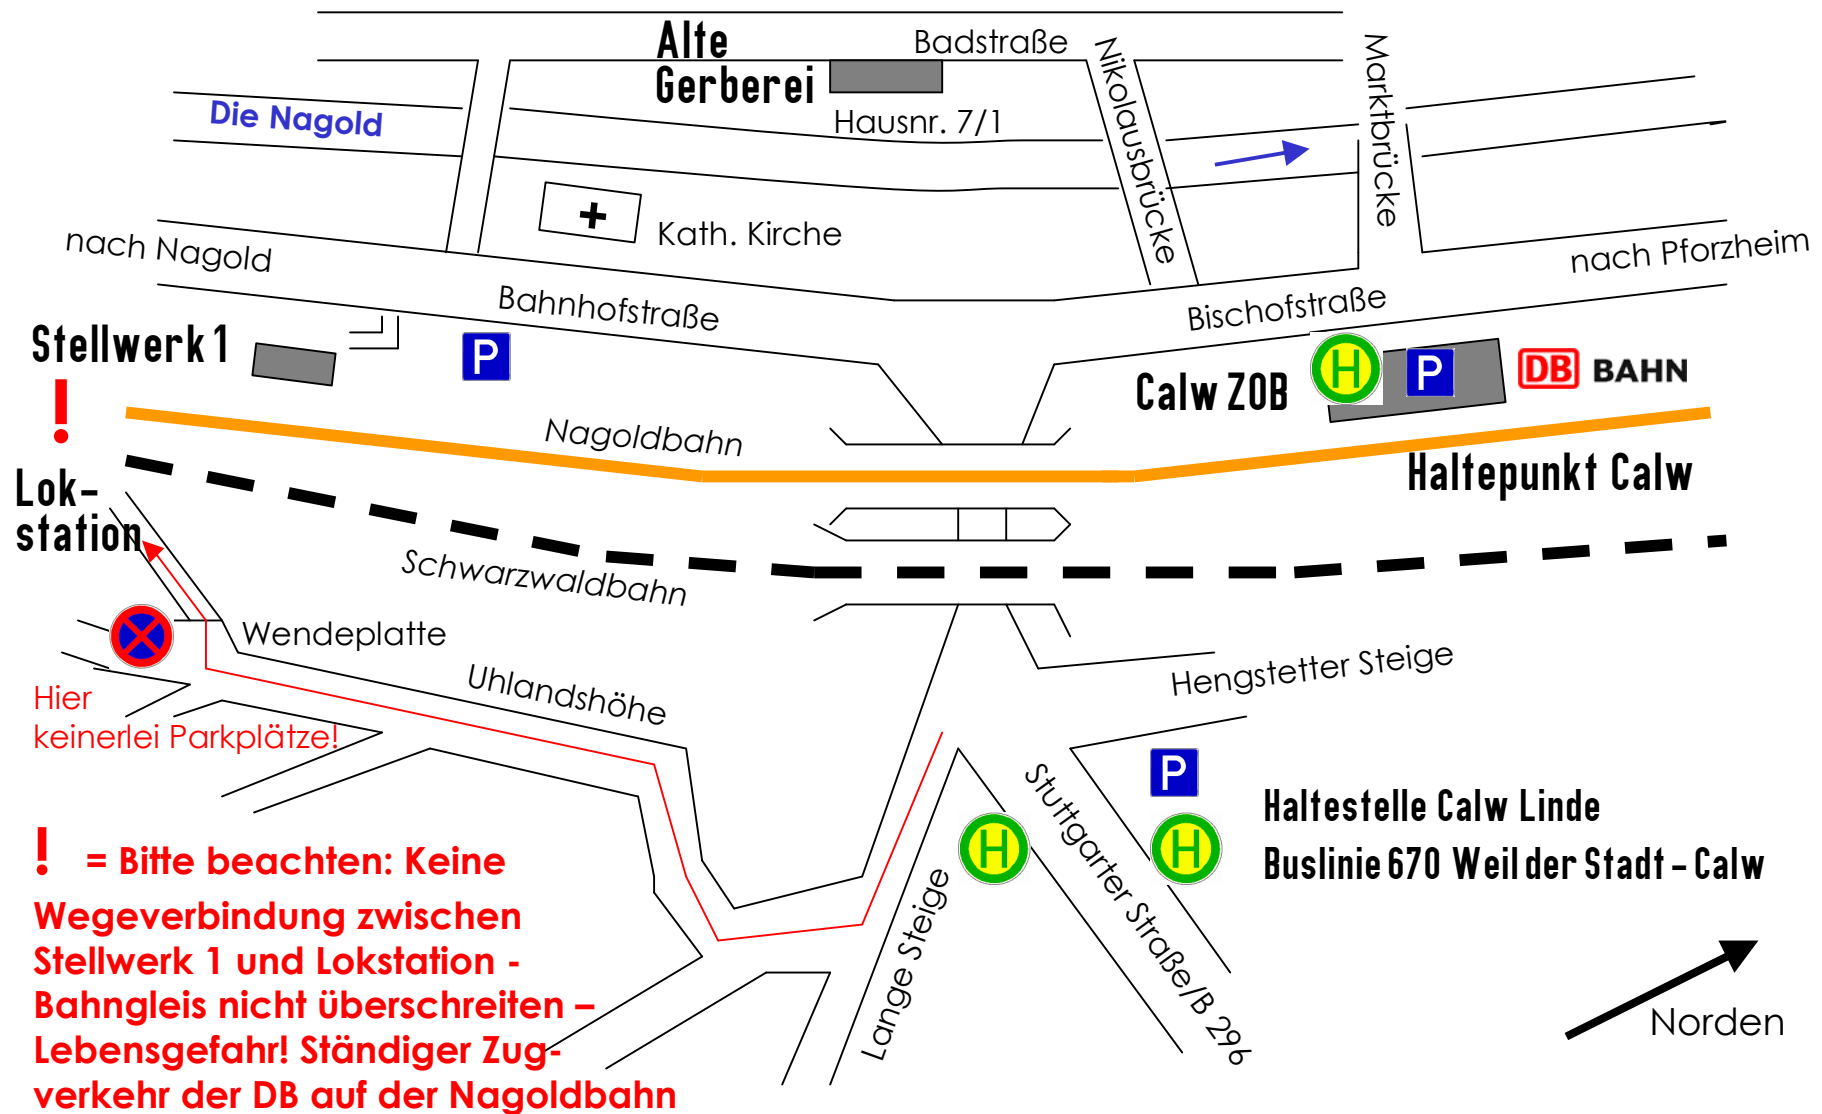 Alte
Gerberei
Badstraße
Hausnr. 7/1
Nikolausbrücke
Marktbrücke
Die Nagold
Kath. Kirche
nach Nagold
nach Pforzheim
Bahnhofstraße
Bischofstraße
Stellwerk 1
P
Calw ZOB
H
P
DB BAHN
!
Nagoldbahn
Haltepunkt Calw
Lok-
station
Schwarzwaldbahn
Wendeplatte
Uhlandshöhe
Hengstetter Steige
Hier
keinerlei Parkplätze!
P
H
H
Haltestelle Calw Linde
Buslinie 670 Weil der Stadt – Calw
Lange Steige
Stuttgarter Straße/B 296
! = Bitte beachten: Keine
Wegeverbindung zwischen
Stellwerk 1 und Lokstation -
Bahngleis nicht überschreiten –
Lebensgefahr! Ständiger Zug-
verkehr der DB auf der Nagoldbahn
Norden